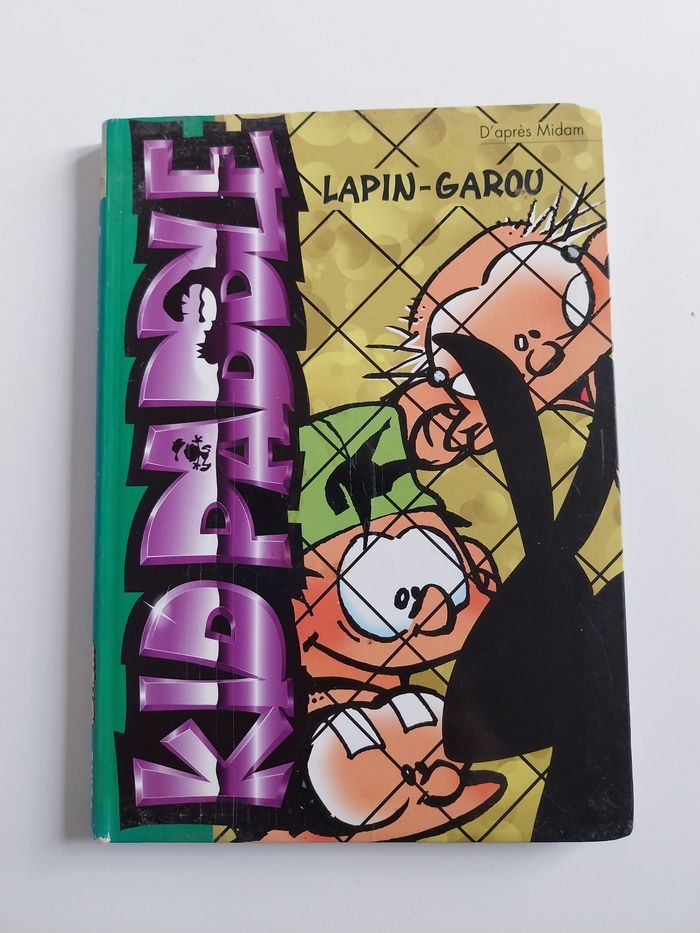 D'après Midam
LAPIN-GAROU
KID PADDLE